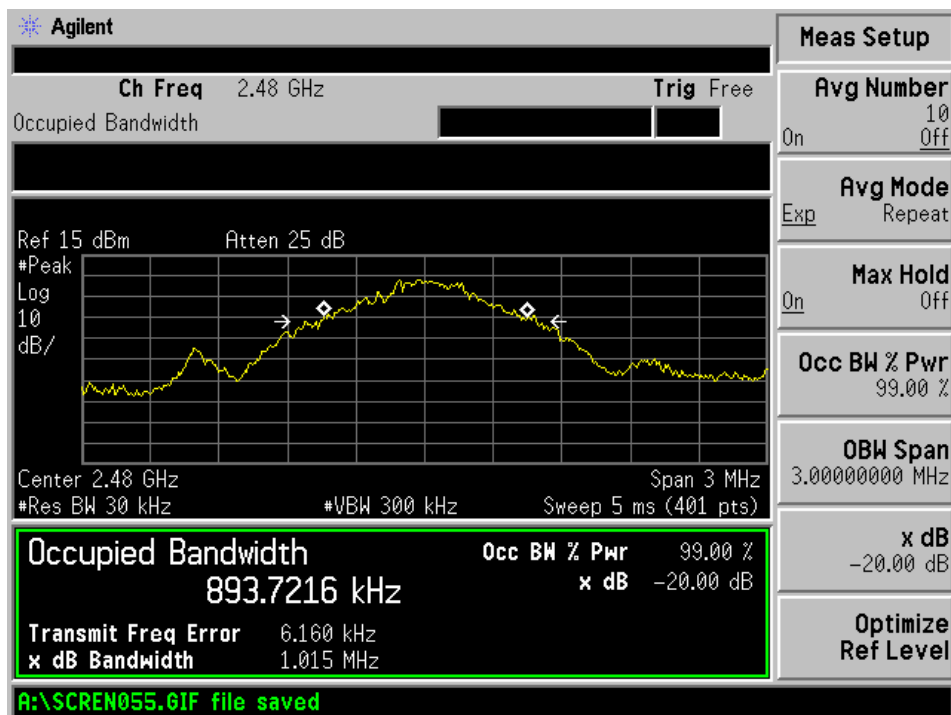 Agilent
Ch Freq 2.48 GHz Trig Free
Occupied Bandwidth
Ref 15 dBm Atten 25 dB
#Peak
Log
10
dB/
Center 2.48 GHz Span 3 MHz
#Res BW 30 kHz #VBW 300 kHz Sweep 5 ms (401 pts)
Occupied Bandwidth
893.7216 kHz
Occ BW % Pwr 99.00 %
x dB -20.00 dB
Transmit Freq Error 6.160 kHz
x dB Bandwidth 1.015 MHz
A:\SCREN055.GIF file saved
Meas Setup
Avg Number
10
On Off
Avg Mode
Exp Repeat
Max Hold
On Off
Occ BW % Pwr
99.00 %
OBW Span
3.00000000 MHz
x dB
-20.00 dB
Optimize
Ref Level